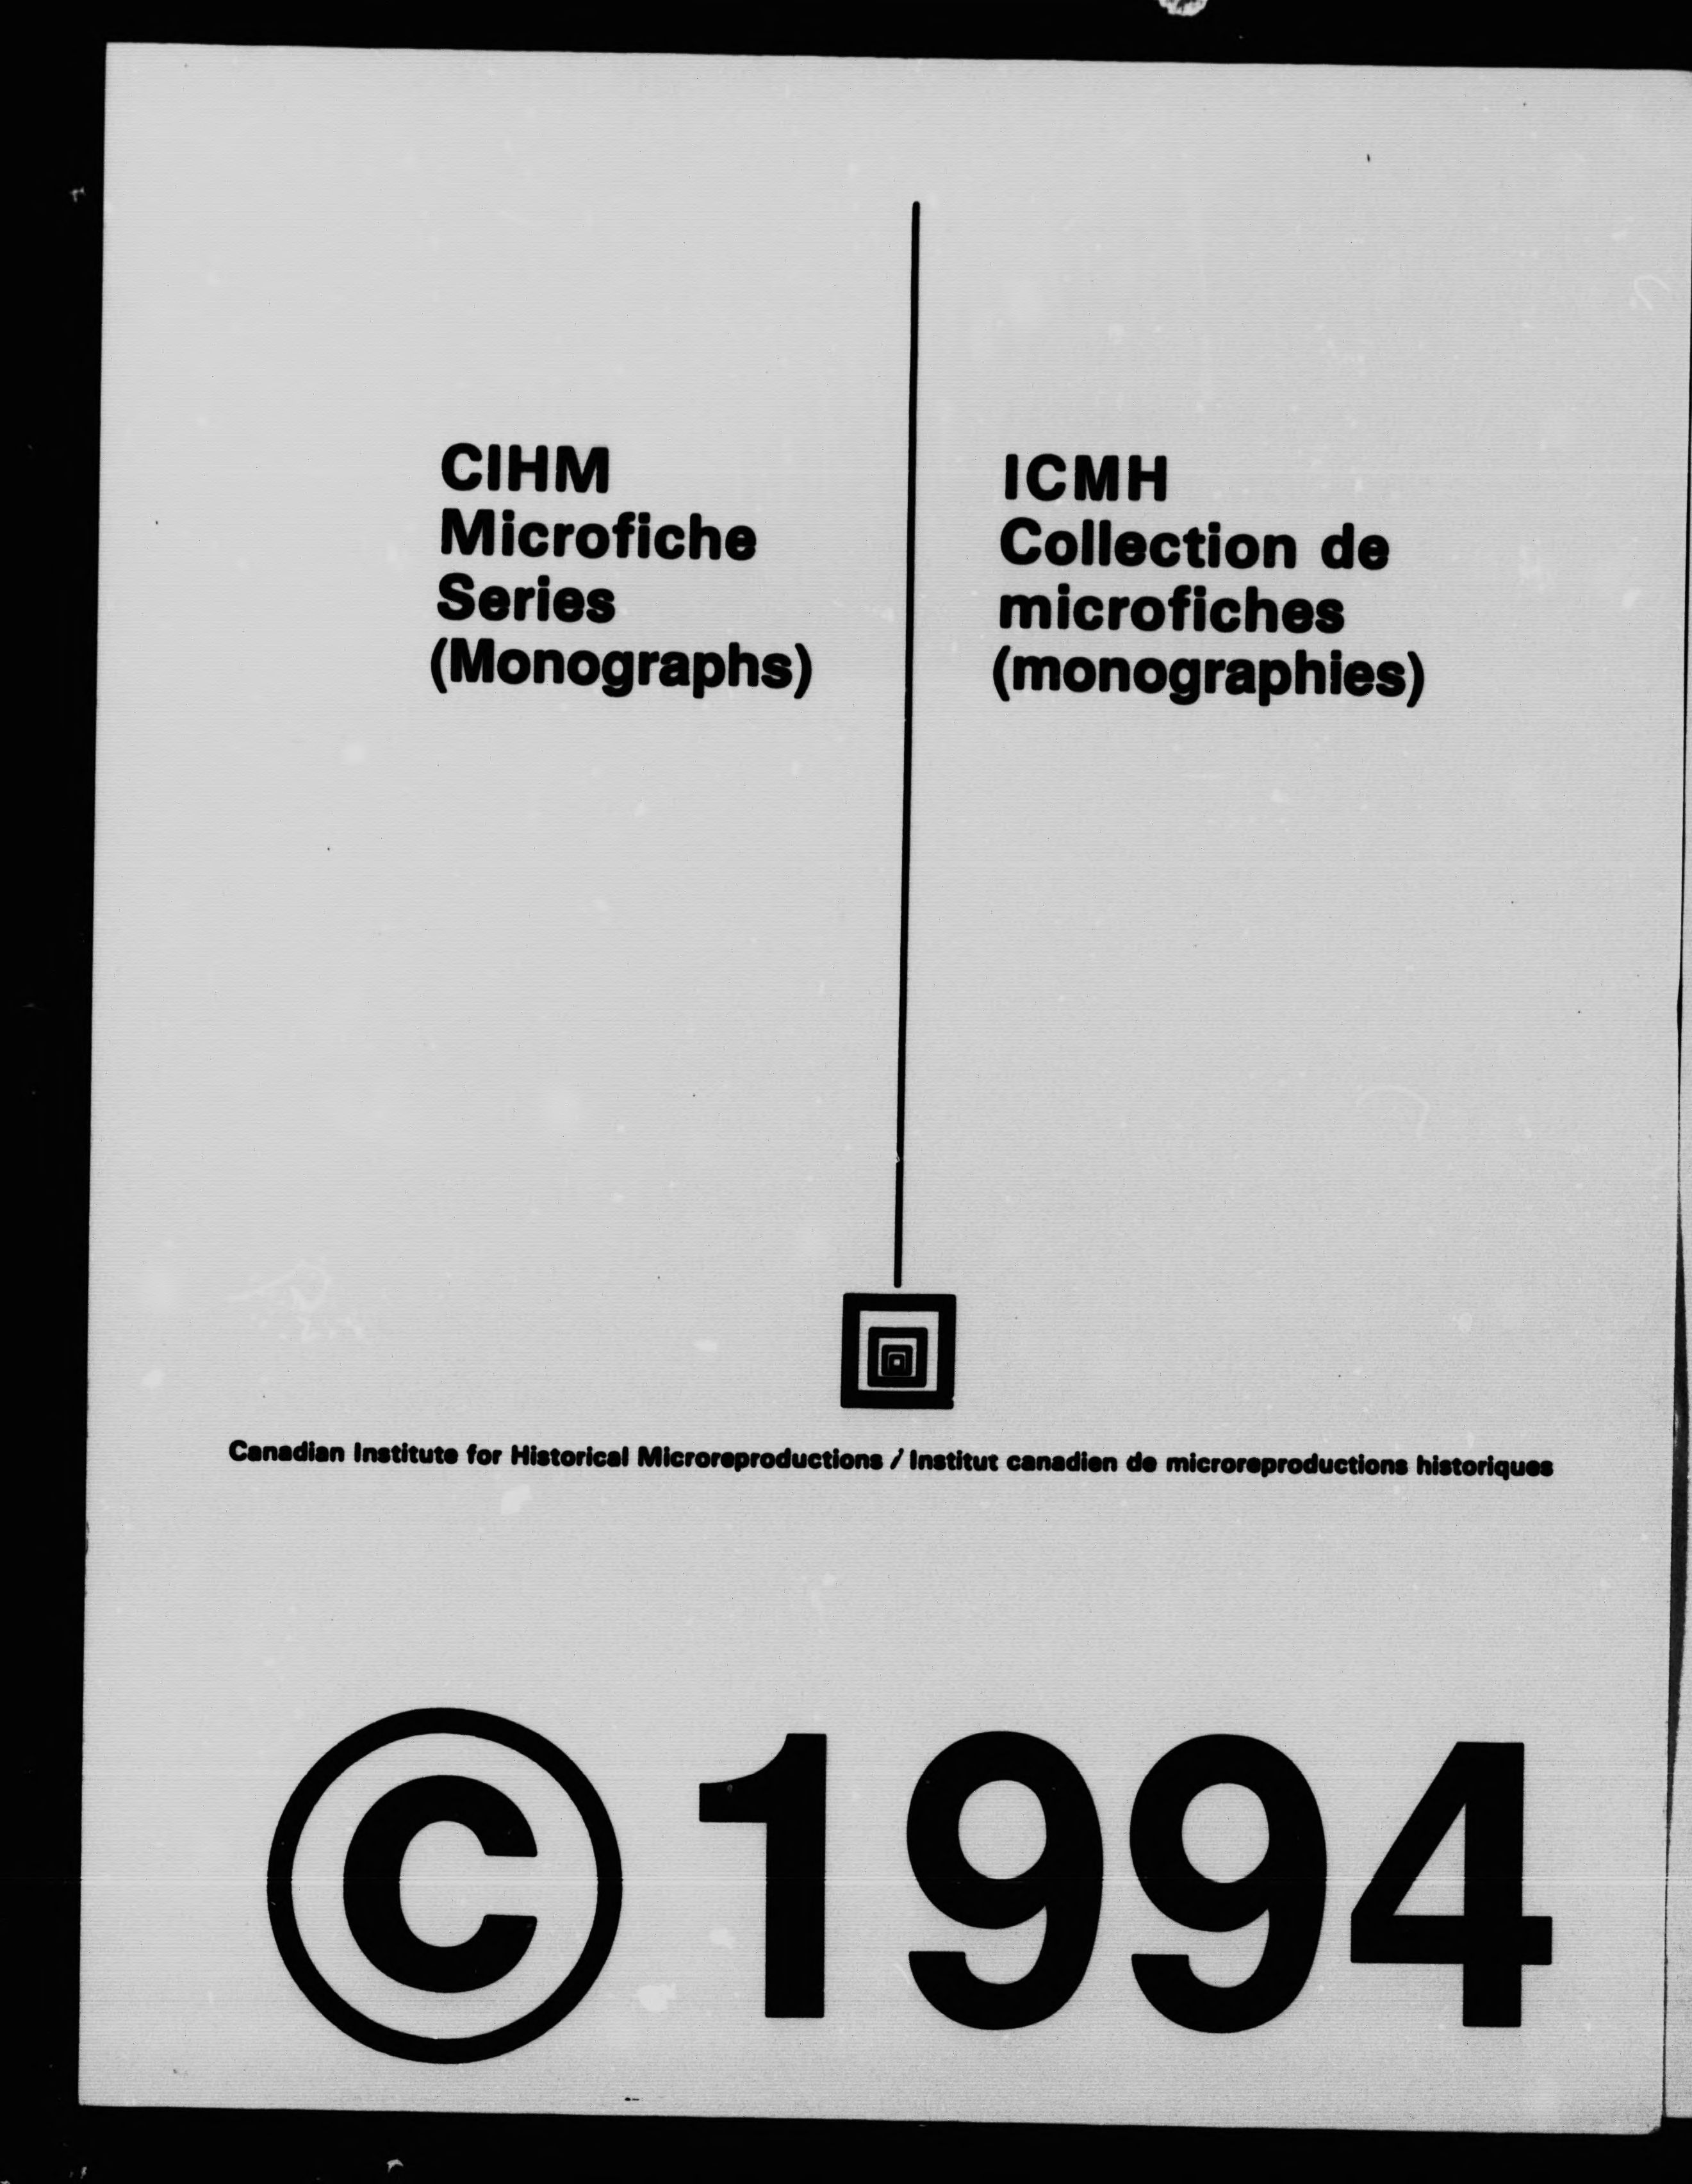 CIHM
Microfiche
Series
(Monographs)
ICMH
Collection de
microfiches
(monographies)
Canadian Institute for Historical Microreproductions / Institut canadien de microreproductions historiques
© 1994